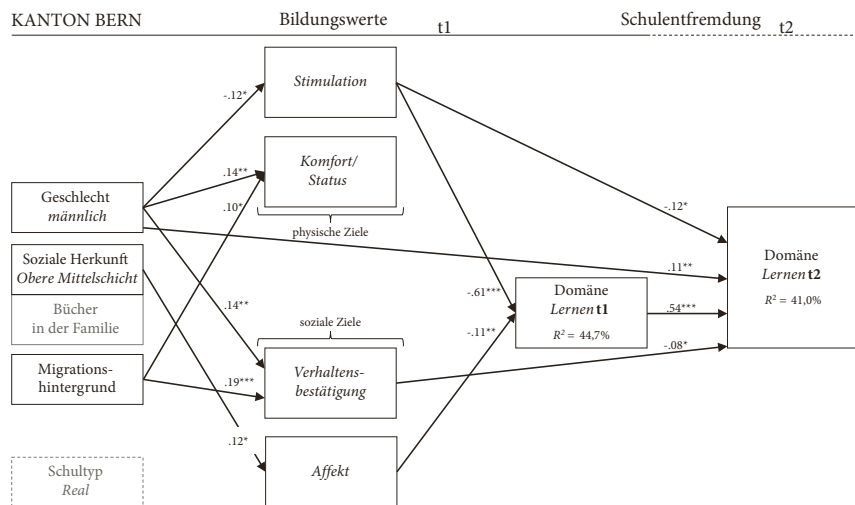 KANTON BERN
Bildungswerte
t1
Schulentfremdung
t2
Stimulation
-.12*
Komfort/
Status
.14**
.10*
physische Ziele
Geschlecht
männlich
-.12*
.11**
Soziale Herkunft
Obere Mittelschicht
Bücher
in der Familie
Domäne
Lernen t2
R² = 41,0%
-.61***
Domäne
Lernen t1
R² = 44,7%
.54***
-.11**
.14**
soziale Ziele
-.08*
Migrations-
hintergrund
.19***
Verhaltens-
bestätigung
.12*
Affekt
Schultyp
Real